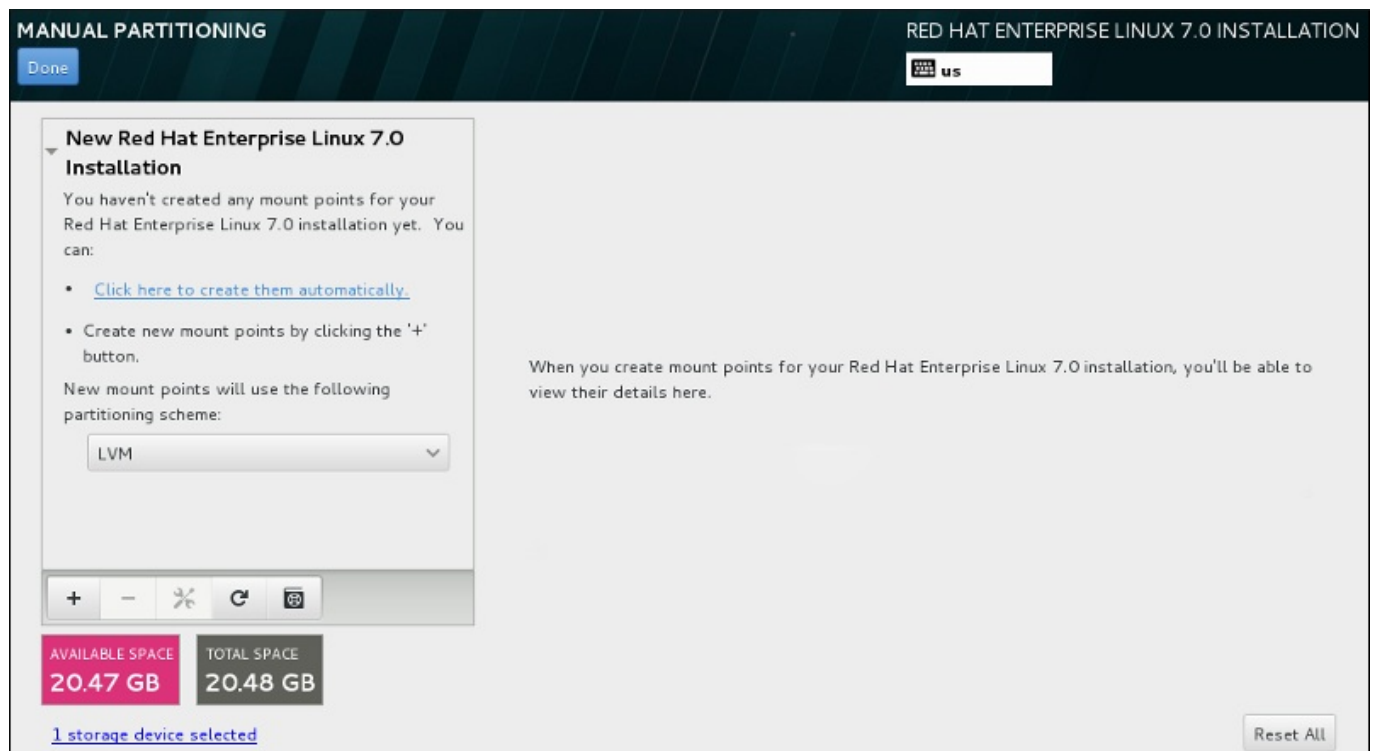 MANUAL PARTITIONING
RED HAT ENTERPRISE LINUX 7.0 INSTALLATION
Done
us
New Red Hat Enterprise Linux 7.0
Installation
You haven't created any mount points for your
Red Hat Enterprise Linux 7.0 installation yet. You
can:
• Click here to create them automatically.
• Create new mount points by clicking the '+'
button.
New mount points will use the following
partitioning scheme:
LVM
When you create mount points for your Red Hat Enterprise Linux 7.0 installation, you'll be able to
view their details here.
+ −
AVAILABLE SPACE
20.47 GB
TOTAL SPACE
20.48 GB
1 storage device selected
Reset All